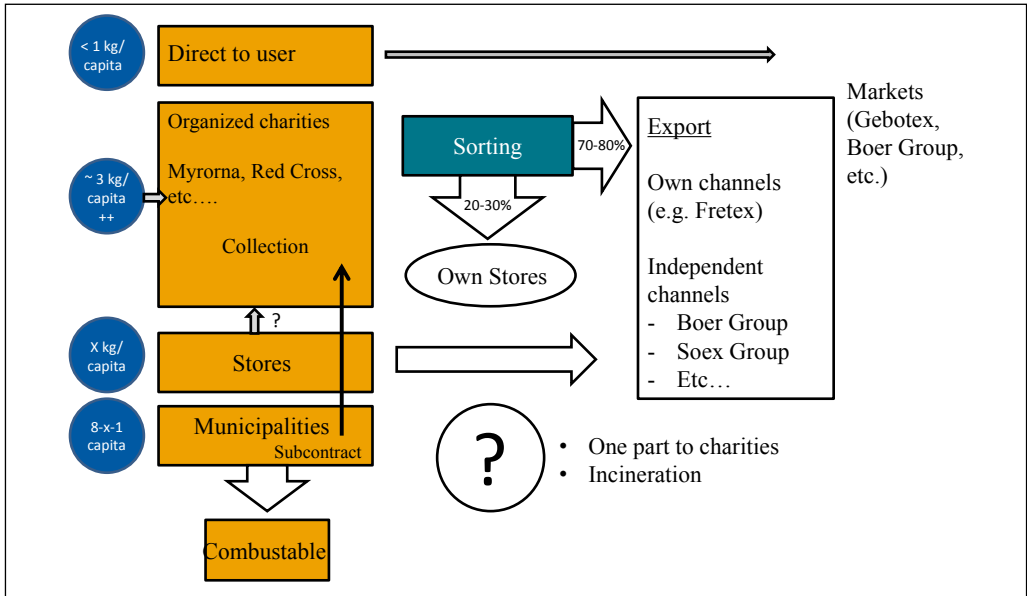 < 1 kg/
capita
Direct to user
Organized charities
Myrorna, Red Cross,
etc….
Collection
~ 3 kg/
capita
++
Sorting
70-80%
20-30%
Own Stores
Export
Own channels
(e.g. Fretex)
Independent
channels
- Boer Group
- Soex Group
- Etc…
Markets
(Gebotex,
Boer Group,
etc.)
?
X kg/
capita
Stores
8-x-1
capita
Municipalities
Subcontract
?
• One part to charities
• Incineration
Combustable